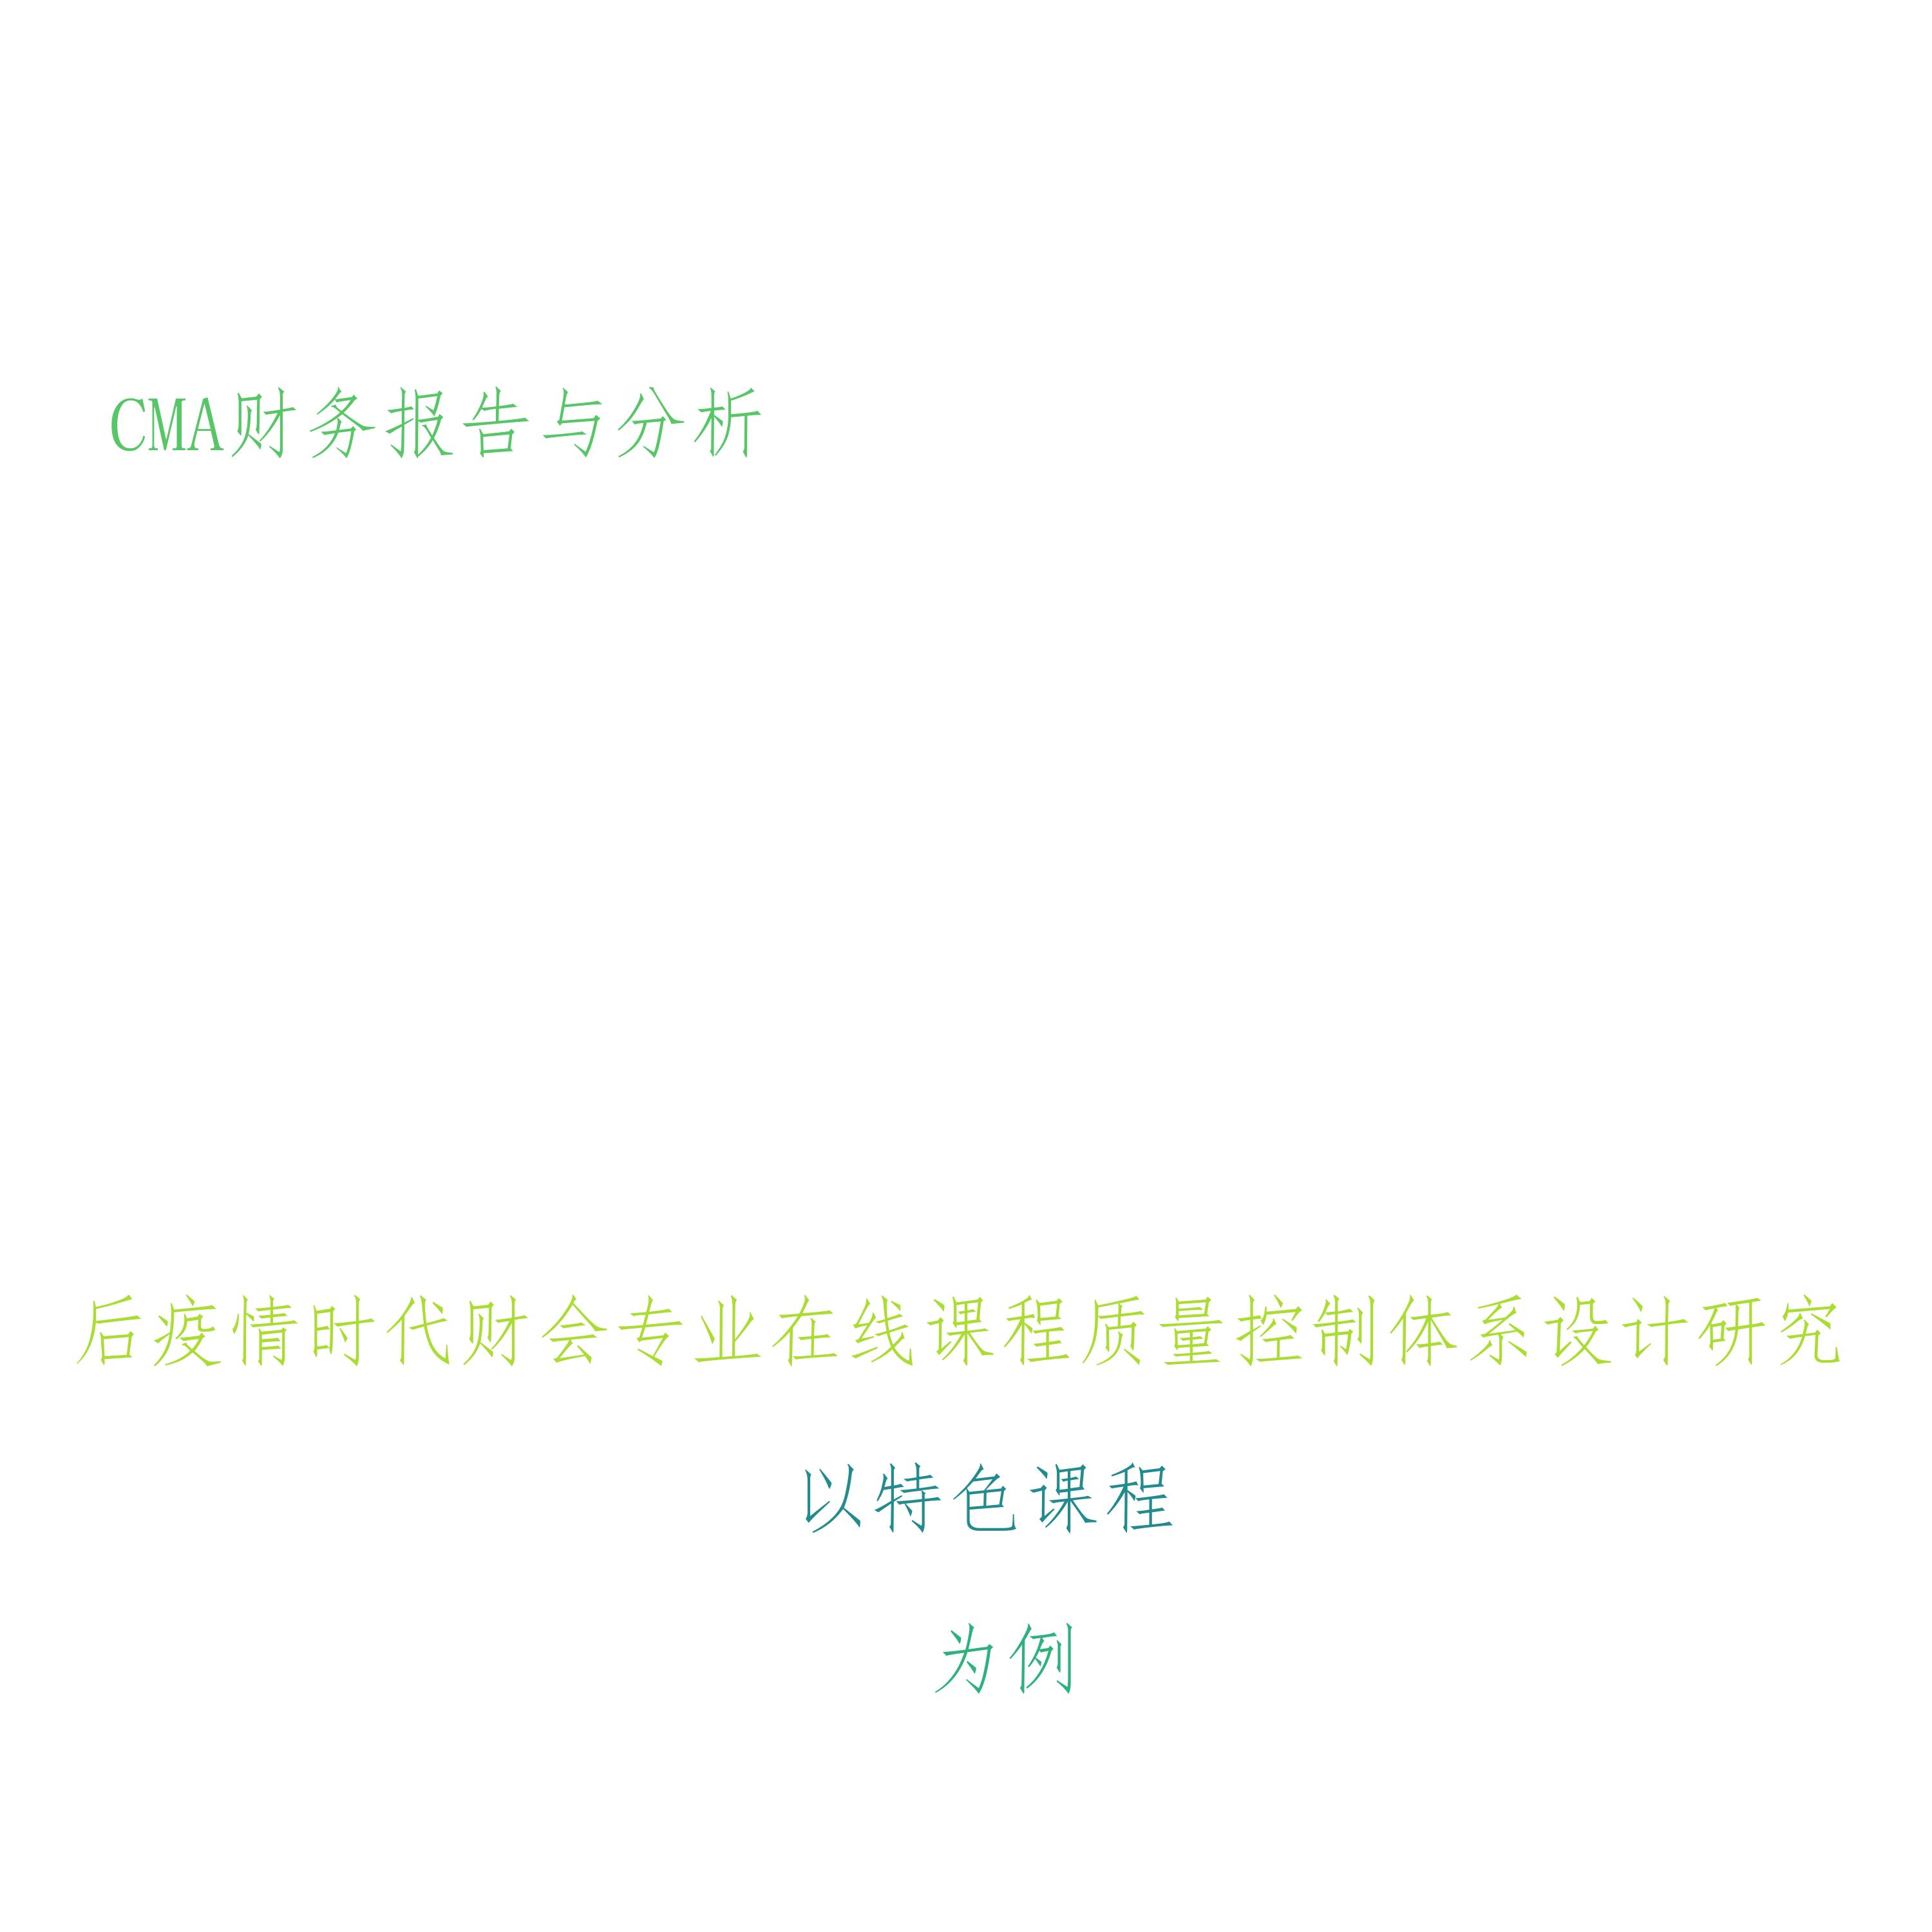 CMA财务报告与分析
后疫情时代财会专业在线课程质量控制体系设计研究
以特色课程
为例